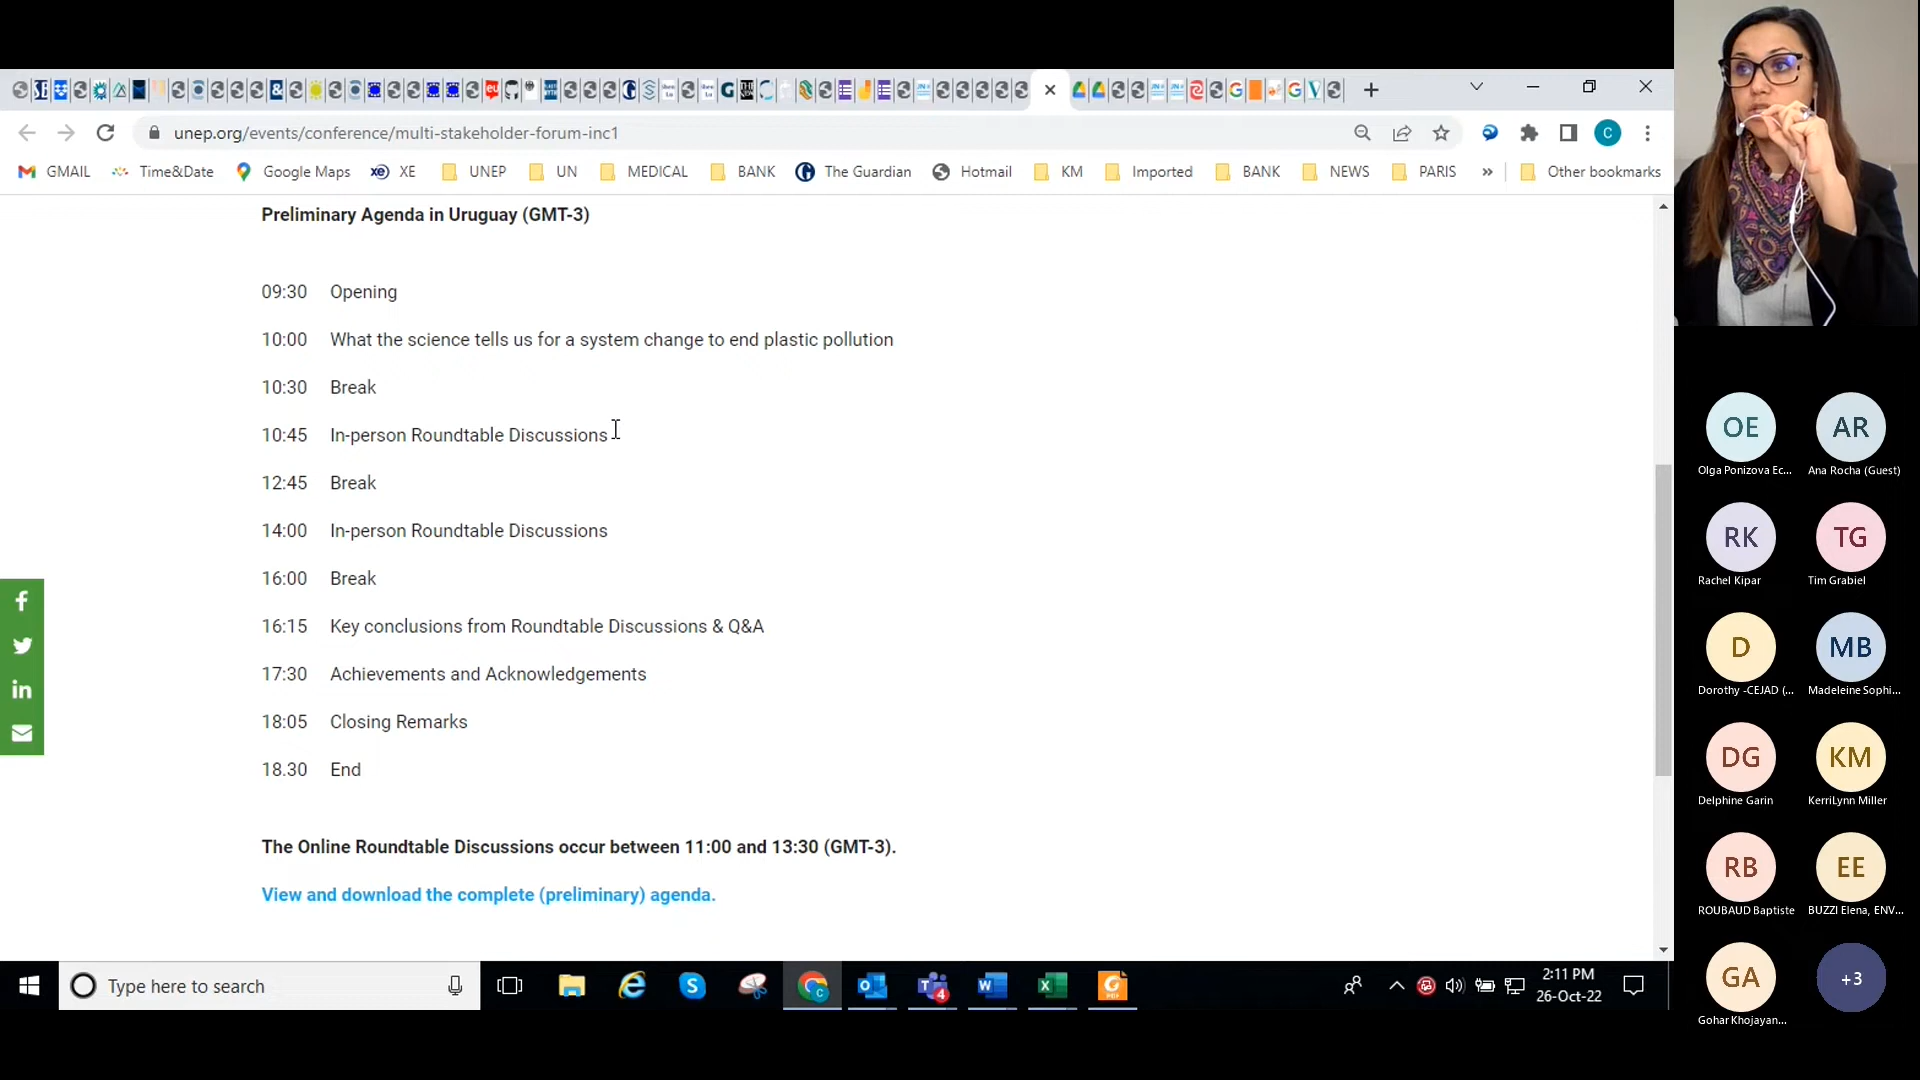 unep.org/events/conference/multi-stakeholder-forum-inc1
C
GMAIL
Time&Date
Google Maps
XE
UNEP
UN
MEDICAL
BANK
The Guardian
Hotmail
KM
Imported
BANK
NEWS
PARIS
»
Other bookmarks
Preliminary Agenda in Uruguay (GMT-3)
09:30 Opening
10:00 What the science tells us for a system change to end plastic pollution
10:30 Break
10:45 In-person Roundtable Discussions
12:45 Break
14:00 In-person Roundtable Discussions
16:00 Break
16:15 Key conclusions from Roundtable Discussions & Q&A
17:30 Achievements and Acknowledgements
18:05 Closing Remarks
18.30 End
The Online Roundtable Discussions occur between 11:00 and 13:30 (GMT-3).
View and download the complete (preliminary) agenda.
Type here to search
4
2:11 PM
26-Oct-22
OE
Olga Ponizova Ec...
AR
Ana Rocha (Guest)
RK
Rachel Kipar
TG
Tim Grabiel
D
Dorothy -CEJAD (...
MB
Madeleine Sophi...
DG
Delphine Garin
KM
KerriLynn Miller
RB
ROUBAUD Baptiste
EE
BUZZI Elena, ENV...
GA
Gohar Khojayan...
+3